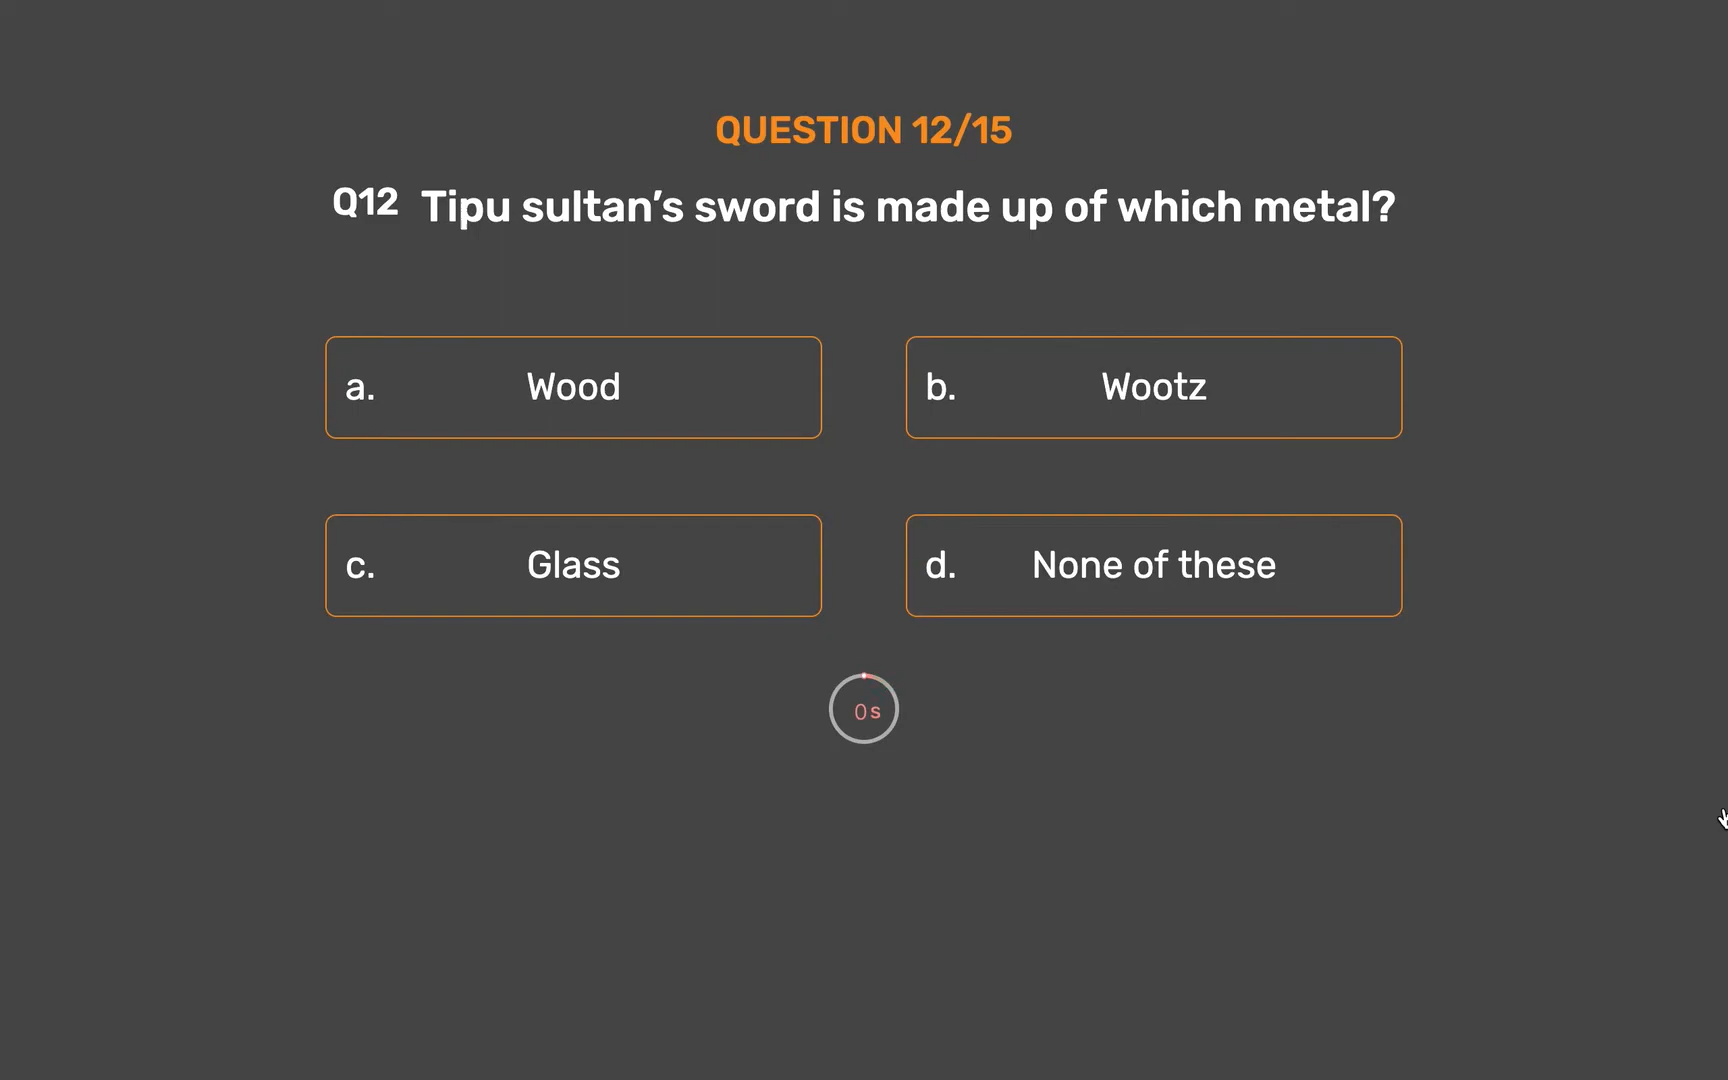 QUESTION 12/15
Q12 Tipu sultan’s sword is made up of which metal?
a. Wood
b. Wootz
c. Glass
d. None of these
0 s